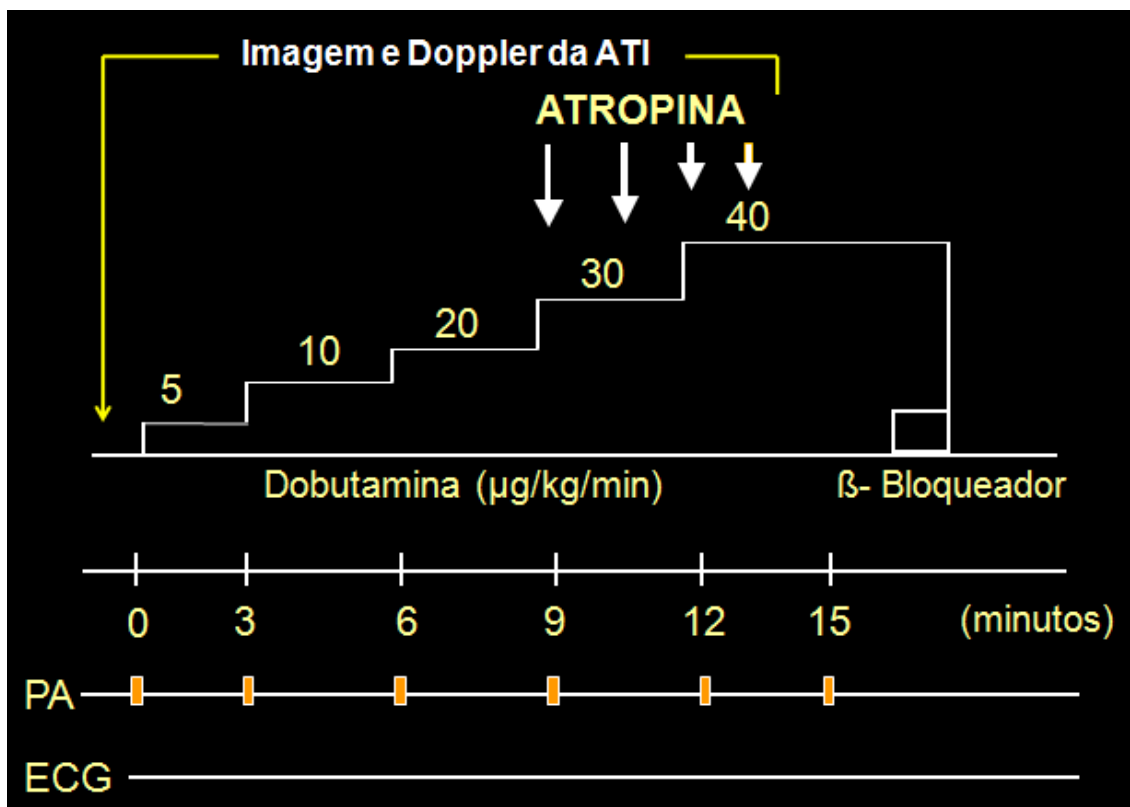 Imagem e Doppler da ATI
ATROPINA
40
30
20
10
5
Dobutamina (µg/kg/min)
ß- Bloqueador
0 3 6 9 12 15 (minutos)
PA
ECG